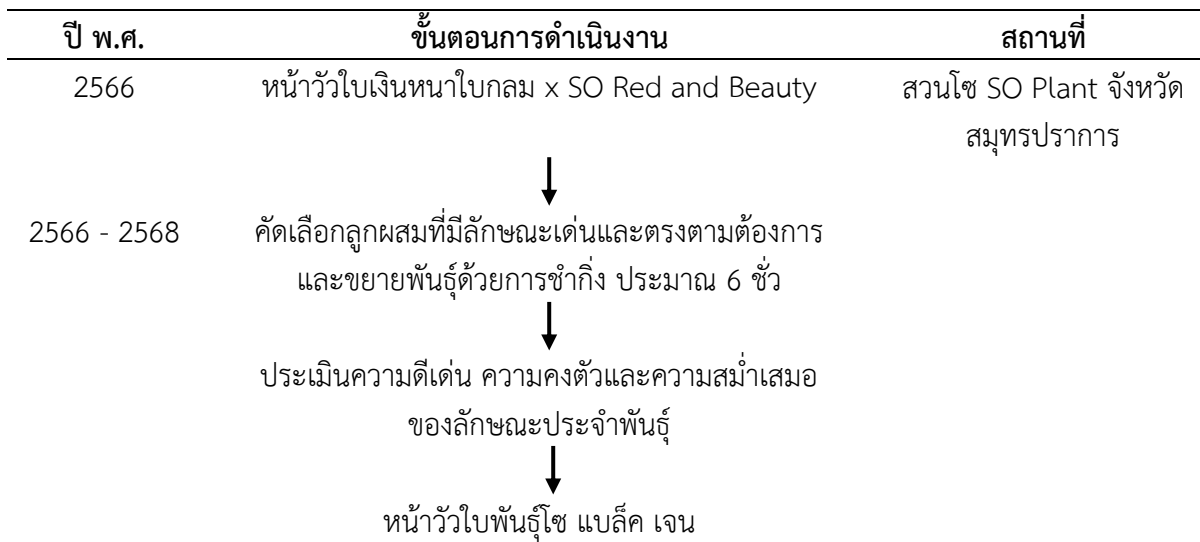 ปี พ.ศ. ขั้นตอนการดำเนินงาน สถานที่
2566 หน้าวัวใบเงินหนาใบกลม x SO Red and Beauty สวนโซ SO Plant จังหวัด
สมุทรปราการ
2566 - 2568 คัดเลือกลูกผสมที่มีลักษณะเด่นและตรงตามต้องการ
และขยายพันธุ์ด้วยการชำกิ่ง ประมาณ 6 ชั่ว
ประเมินความดีเด่น ความคงตัวและความสม่ำเสมอ
ของลักษณะประจำพันธุ์
หน้าวัวใบพันธุ์โซ แบล็ค เจน